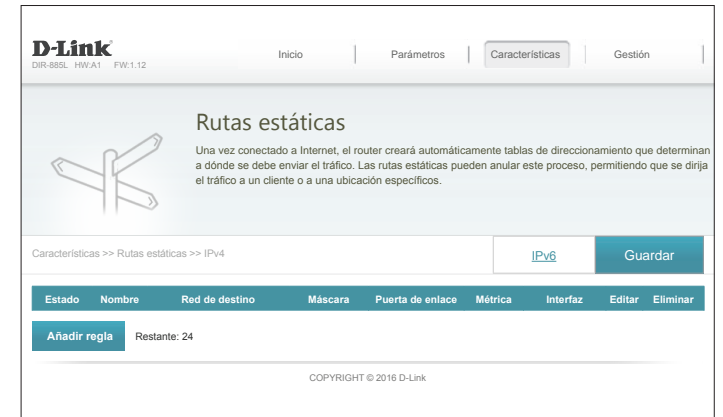 D-Link
DIR-885L HW:A1 FW:1.12
Inicio
Parámetros
Características
Gestión
Rutas estáticas
Una vez conectado a Internet, el router creará automáticamente tablas de direccionamiento que determinan
a dónde se debe enviar el tráfico. Las rutas estáticas pueden anular este proceso, permitiendo que se dirija
el tráfico a un cliente o a una ubicación específicos.
Características >> Rutas estáticas >> IPv4
IPv6
Guardar
Estado Nombre Red de destino Máscara Puerta de enlace Métrica Interfaz Editar Eliminar
Añadir regla
Restante: 24
COPYRIGHT © 2016 D-Link